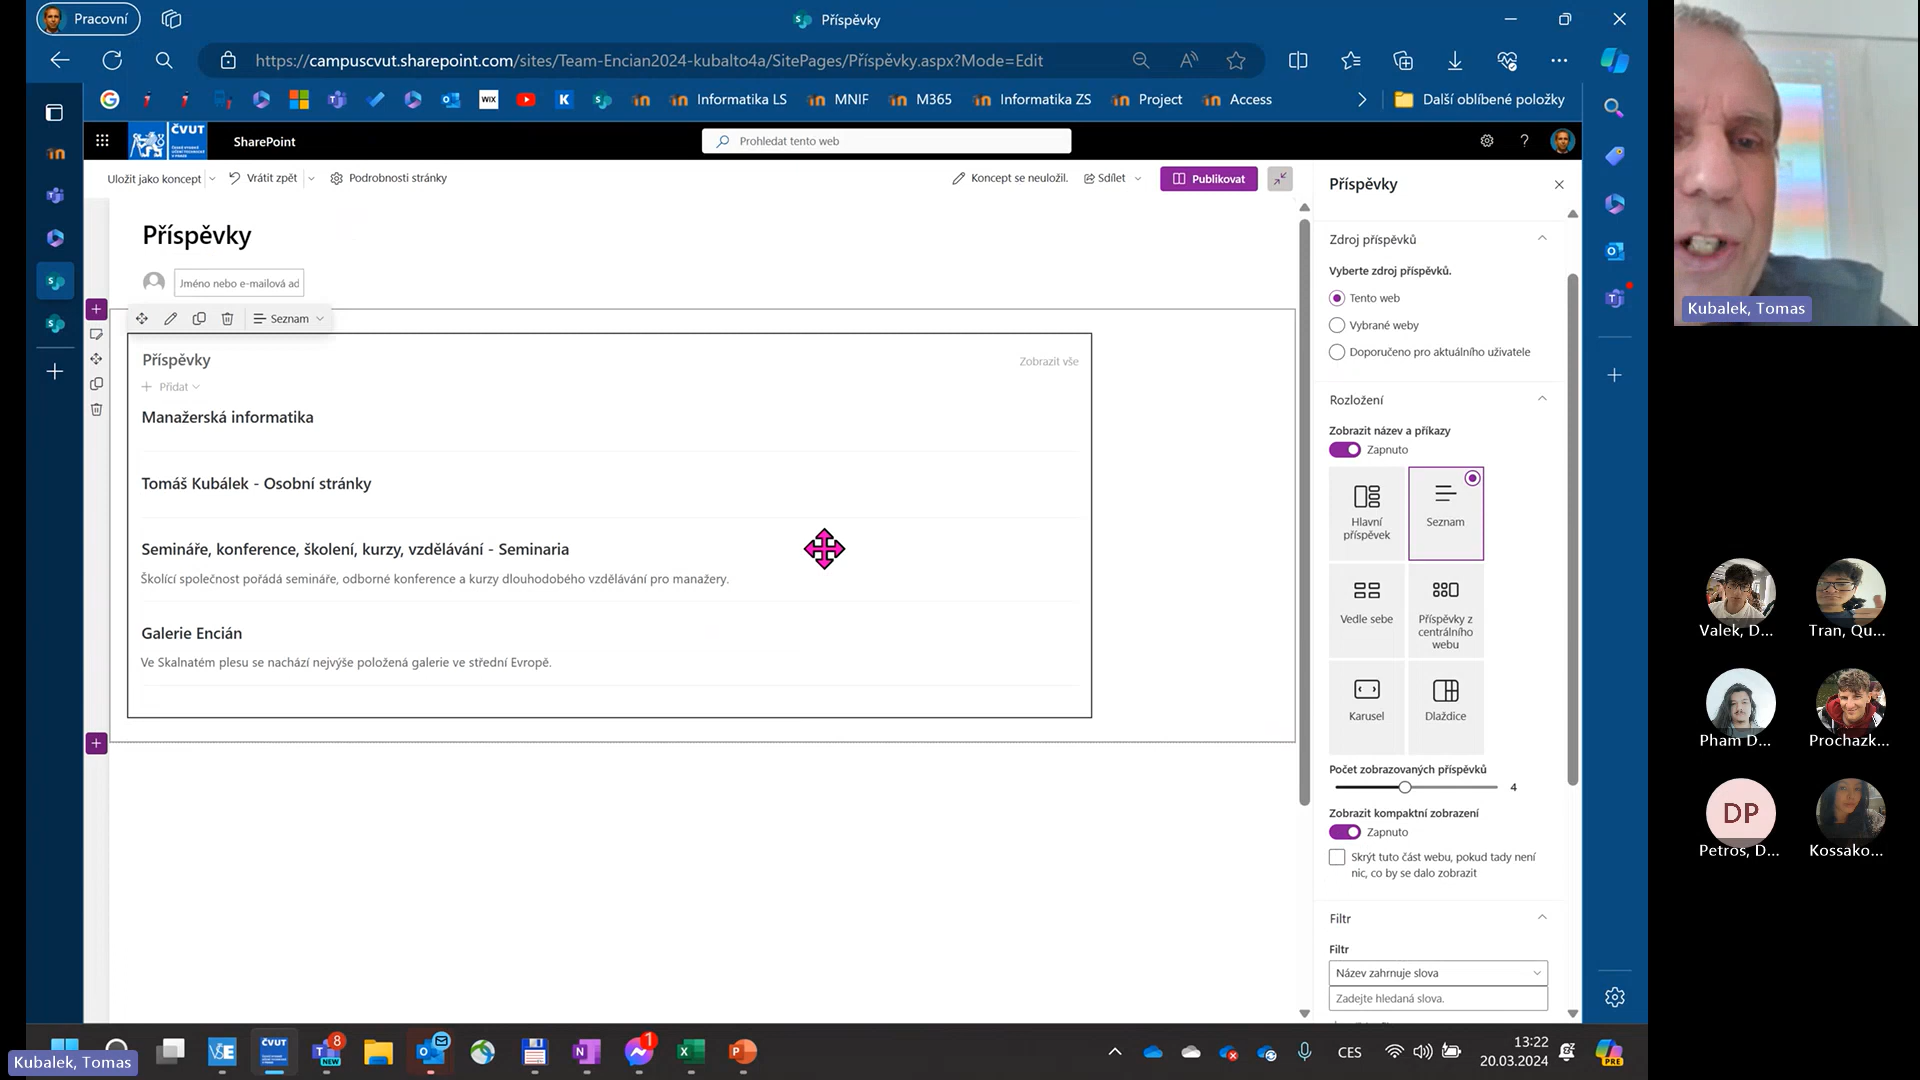 Pracovní
Příspěvky
https://campuscvut.sharepoint.com/sites/Team-Encian2024-kubalto4a/SitePages/Příspěvky.aspx?Mode=Edit
Informatika LS
MNIF
M365
Informatika ZS
Project
Access
Další oblíbené položky
ČVUT
SharePoint
Prohledat tento web
Uložit jako koncept
Vrátit zpět
Podrobnosti stránky
Koncept se neuložil.
Sdílet
Publikovat
Příspěvky
Jméno nebo e-mailová ad
Seznam
Příspěvky
Zobrazit vše
Přidat
Manažerská informatika
Tomáš Kubálek - Osobní stránky
Semináře, konference, školení, kurzy, vzdělávání - Seminaria
Školící společnost pořádá semináře, odborné konference a kurzy dlouhodobého vzdělávání pro manažery.
Galerie Encián
Ve Skalnatém plesu se nachází nejvýše položená galerie ve střední Evropě.
Příspěvky
Zdroj příspěvků
Vyberte zdroj příspěvků.
Tento web
Vybrané weby
Doporučeno pro aktuálního uživatele
Rozložení
Zobrazit název a příkazy
Zapnuto
Hlavní
příspěvek
Seznam
Vedle sebe
Příspěvky z
centrálního
webu
Karusel
Dlaždice
Počet zobrazovaných příspěvků
4
Zobrazit kompaktní zobrazení
Zapnuto
Skrýt tuto část webu, pokud tady není
nic, co by se dalo zobrazit
Filtr
Filtr
Název zahrnuje slova
Zadejte hledaná slova.
Kubalek, Tomas
Valek, D...
Tran, Qu...
Pham D...
Prochazk...
DP
Petros, D...
Kossako...
Kubalek, Tomas
8
NEW
1
CES
13:22
20.03.2024
PRE